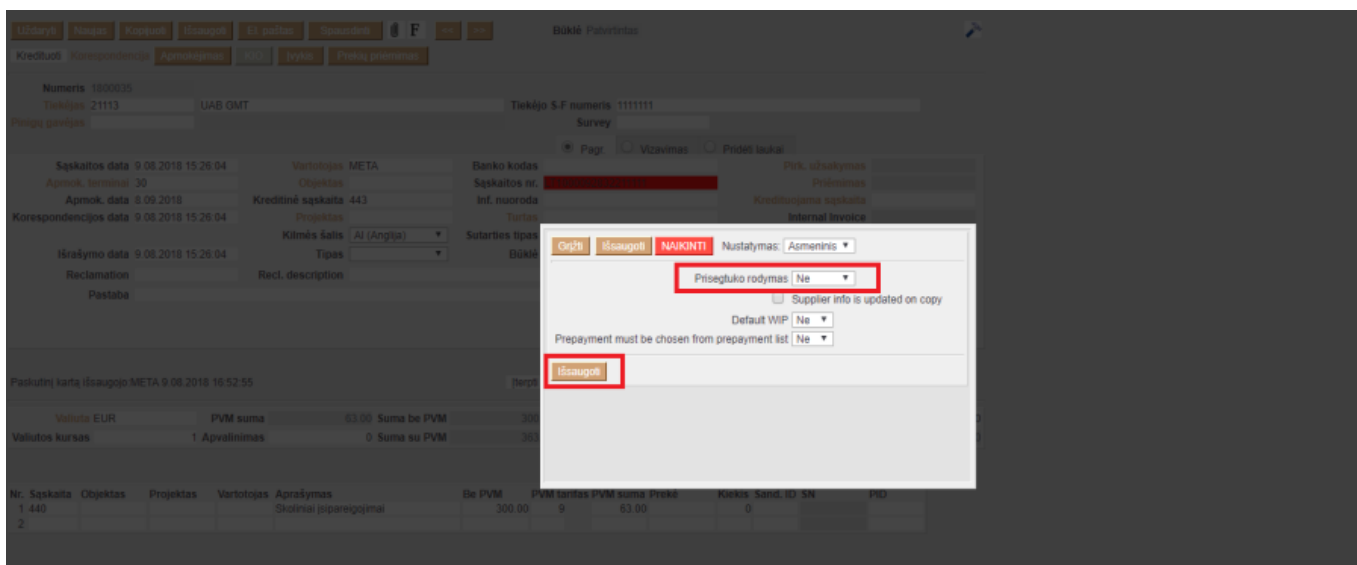 Uždaryti Naujas Kopijuoti Išsaugoti El. paštas Spausdinti F << >> Būklė Patvirtintas
Kredituoti Korespondencija Apmokėjimas Įvykis Prekių priėmimas
Numeris 1800035
Tiekėjas 21113 UAB GMT Tiekėjo S.F numeris 1111111
Pinigų gavėjas Survey
Pagr. Vizavimas Pridėti laukai
Sąskaitos data 9.08.2018 15:26:04 Vartotojas META Banko kodas Pirk. užsakymas
Apmok. terminai 30 Objektas Sąskaitos nr. Priėmimas
Apmok. data 8.09.2018 Kreditinė sąskaita 443 Inf. nuoroda Kredituojama sąskaita
Korespondencijos data 9.08.2018 15:26:04 Projektas Turtas Internal Invoice
Kilmės šalis AI (Anglija) Sutarties tipas
Išrašymo data 9.08.2018 15:26:04 Tipas Būklė
Reclamation Recl. description
Pastaba
Grįžti Išsaugoti NAIKINTI Nustatymas: Asmeninis
Prisegtuko rodymas Ne
Supplier info is updated on copy
Default WIP Ne
Prepayment must be chosen from prepayment list Ne
Išsaugoti
Paskutinį kartą išsaugojo META 9.08.2018 16:52:55 Įterpti
Valiuta EUR PVM suma 63.00 Suma be PVM 300
Valiutos kursas 1 Apvalinimas 0 Suma su PVM 363
Nr. Sąskaita Objektas Projektas Vartotojas Aprašymas Be PVM PVM tarifas PVM suma Prekė Kiekis Sand. ID SN PID
1 440 Skoliniai įsipareigojimai 300.00 9 63.00 0
2